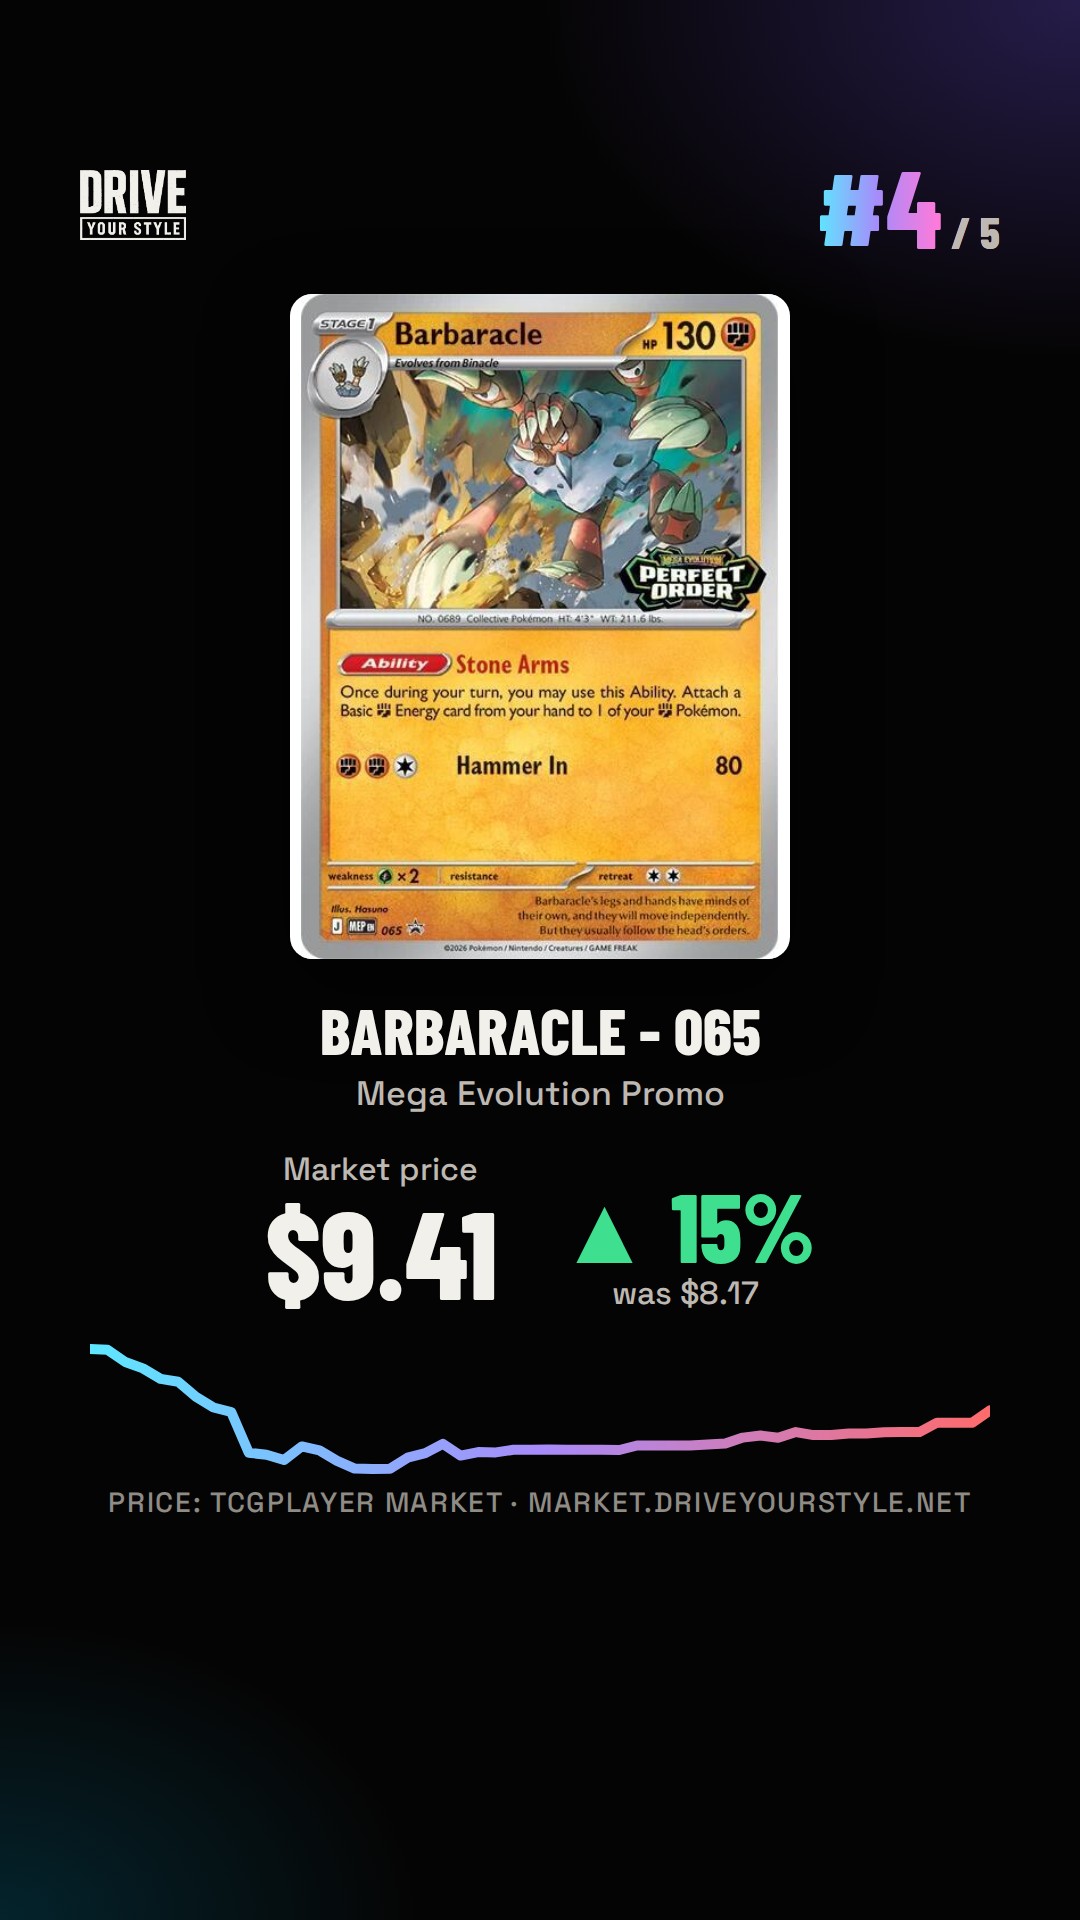 DRIVE
YOUR STYLE
#4 / 5
STAGE1
Barbaracle
HP 130
Evolves from Binacle
MEGA EVOLUTION
PERFECT
ORDER
NO. 0689 Collective Pokémon HT: 4'3" WT: 211.6 lbs.
Ability Stone Arms
Once during your turn, you may use this Ability. Attach a
Basic Energy card from your hand to 1 of your Pokémon.
Hammer In 80
weakness ×2 resistance retreat
Illus. Hasuno
Barbaracle's legs and hands have minds of
their own, and they will move independently.
But they usually follow the head's orders.
J MEP EN 065
©2026 Pokémon / Nintendo / Creatures / GAME FREAK
BARBARACLE - 065
Mega Evolution Promo
Market price
$9.41
▲ 15%
was $8.17
PRICE: TCGPLAYER MARKET · MARKET.DRIVEYOURSTYLE.NET